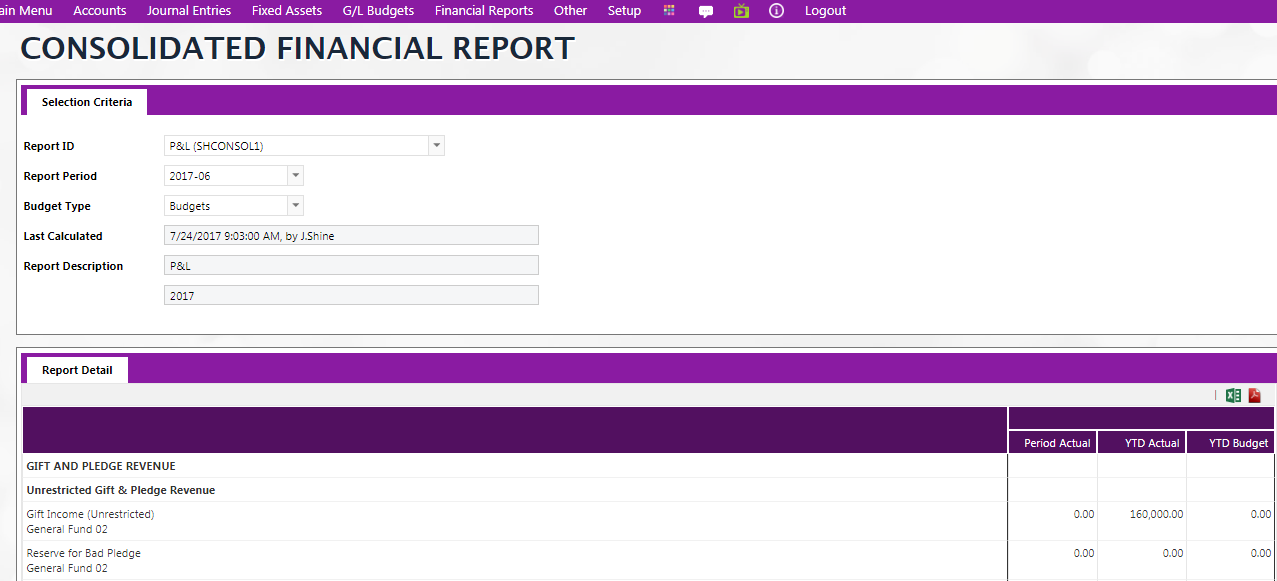 ain Menu Accounts Journal Entries Fixed Assets G/L Budgets Financial Reports Other Setup Logout
CONSOLIDATED FINANCIAL REPORT
Selection Criteria
Report ID P&L (SHCONSOL1)
Report Period 2017-06
Budget Type Budgets
Last Calculated 7/24/2017 9:03:00 AM, by J.Shine
Report Description P&L
2017
Report Detail
Period Actual YTD Actual YTD Budget
GIFT AND PLEDGE REVENUE
Unrestricted Gift & Pledge Revenue
Gift Income (Unrestricted) 0.00 160,000.00 0.00
General Fund 02
Reserve for Bad Pledge 0.00 0.00 0.00
General Fund 02